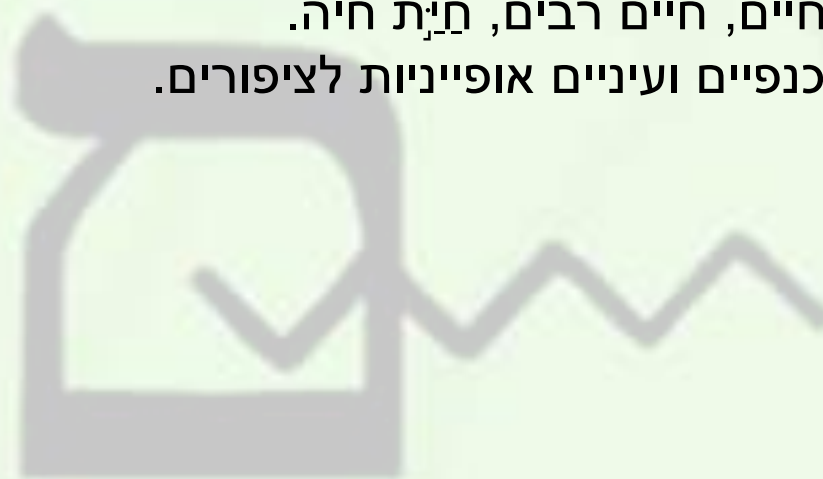 חיים, חיים רבים, חַיַּ֣ת חיה.
כנפיים ועיניים אופייניות לציפורים.